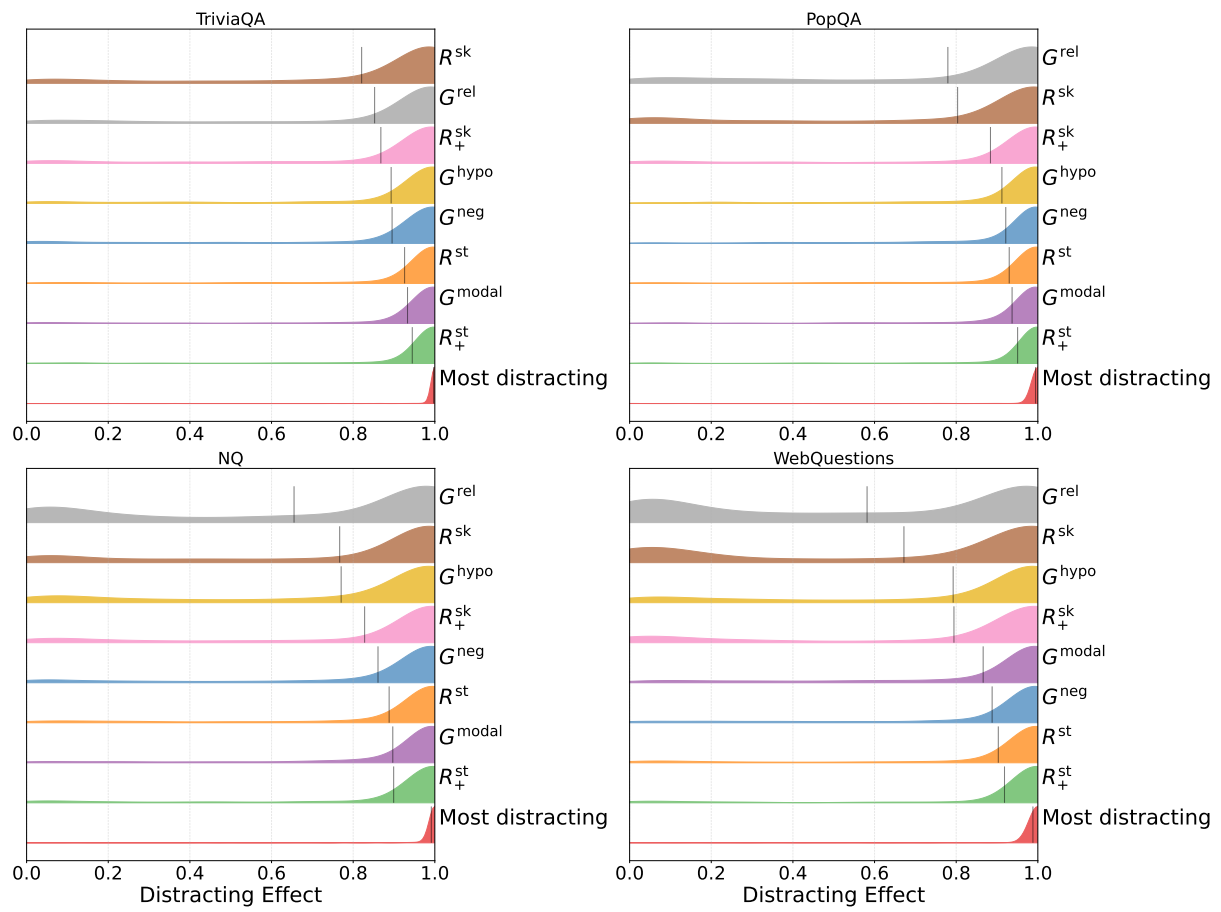 TriviaQA
R^sk
G^rel
R_+^sk
G^hypo
G^neg
R^st
G^modal
R_+^st
Most distracting
0.0 0.2 0.4 0.6 0.8 1.0
PopQA
G^rel
R^sk
R_+^sk
G^hypo
G^neg
R^st
G^modal
R_+^st
Most distracting
0.0 0.2 0.4 0.6 0.8 1.0
NQ
G^rel
R^sk
G^hypo
R_+^sk
G^neg
R^st
G^modal
R_+^st
Most distracting
0.0 0.2 0.4 0.6 0.8 1.0
Distracting Effect
WebQuestions
G^rel
R^sk
G^hypo
R_+^sk
G^modal
G^neg
R^st
R_+^st
Most distracting
0.0 0.2 0.4 0.6 0.8 1.0
Distracting Effect